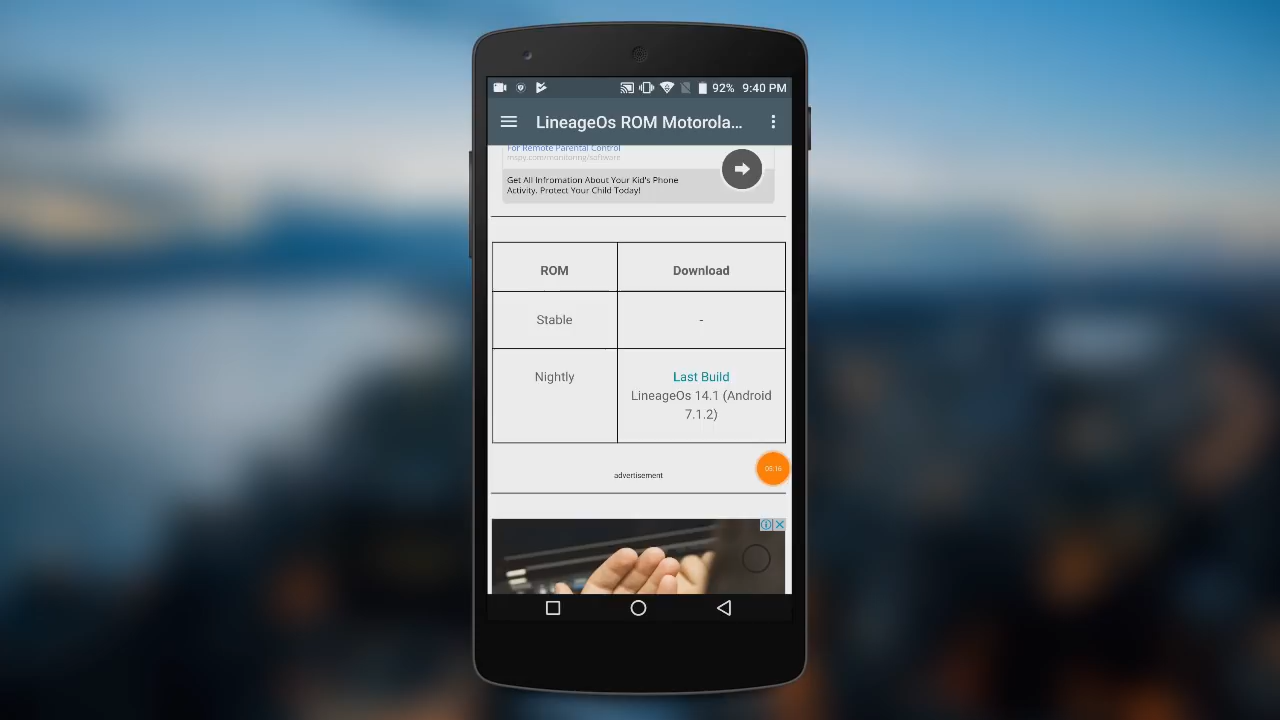 92% 9:40 PM
LineageOs ROM Motorola...
For Remote Parental Control
mspy.com/monitoring/software
Get All Infromation About Your Kid's Phone
Activity. Protect Your Child Today!
ROM Download
Stable -
Nightly Last Build
LineageOs 14.1 (Android
7.1.2)
05:16
advertisement